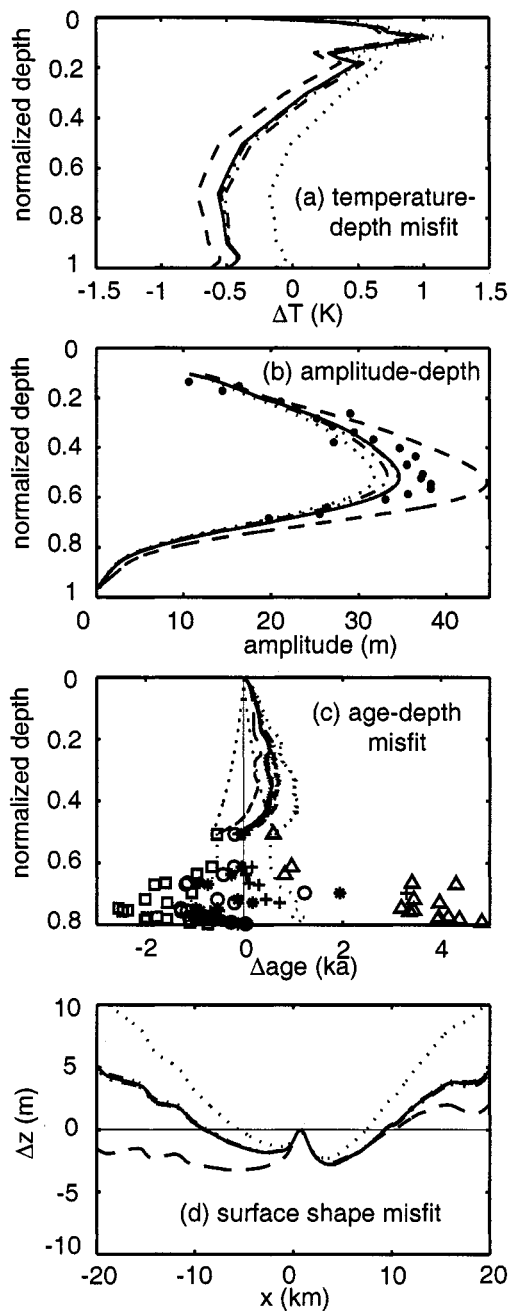 0
0.2
0.4
0.6
0.8
1
normalized depth
(a) temperature-
depth misfit
-1.5 -1 -0.5 0 0.5 1 1.5
ΔT (K)
0
0.2
0.4
0.6
0.8
1
normalized depth
(b) amplitude-depth
0 10 20 30 40
amplitude (m)
0
0.2
0.4
0.6
0.8
normalized depth
(c) age-depth
misfit
-2 0 2 4
Δage (ka)
10
5
0
-5
-10
Δz (m)
(d) surface shape misfit
-20 -10 0 10 20
x (km)